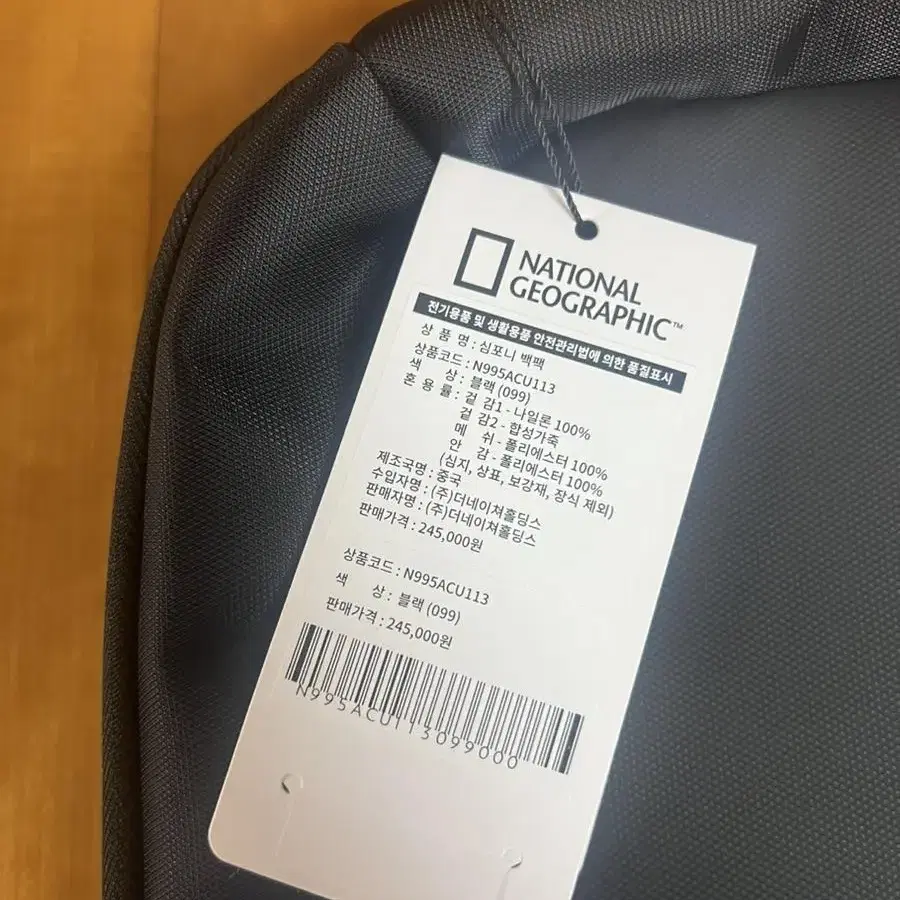 NATIONAL
GEOGRAPHIC™
전기용품 및 생활용품 안전관리법에 의한 품질표시
상 품 명 : 심포니 백팩
상품코드 : N995ACU113
색 상 : 블랙 (099)
혼 용 률 : 겉 감1 - 나일론 100%
겉 감2 - 합성가죽
메 쉬 - 폴리에스터 100%
안 감 - 폴리에스터 100%
(심지, 상표, 보강재, 장식 제외)
제조국명 : 중국
수입자명 : (주)더네이쳐홀딩스
판매자명 : (주)더네이쳐홀딩스
판매가격 : 245,000원
상품코드 : N995ACU113
색 상 : 블랙 (099)
판매가격 : 245,000원
N995ACU113099000